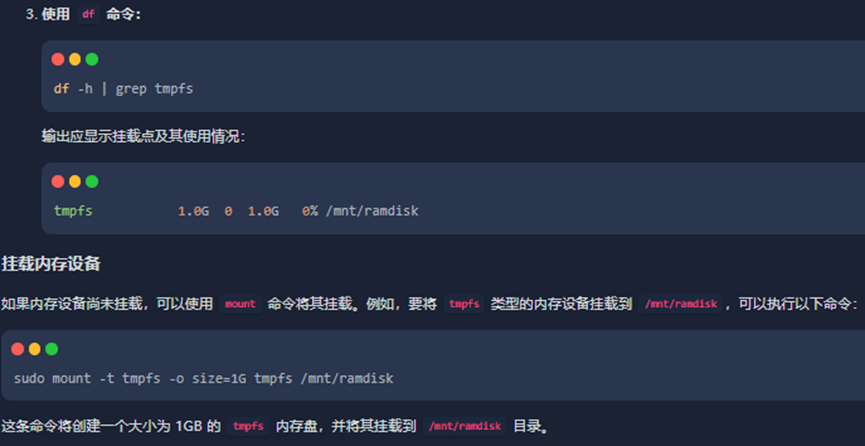 3. 使用 df 命令：
df -h | grep tmpfs
输出应显示挂载点及其使用情况：
tmpfs 1.0G 0 1.0G 0% /mnt/ramdisk
挂载内存设备
如果内存设备尚未挂载，可以使用 mount 命令将其挂载。例如，要将 tmpfs 类型的内存设备挂载到 /mnt/ramdisk ，可以执行以下命令：
sudo mount -t tmpfs -o size=1G tmpfs /mnt/ramdisk
这条命令将创建一个大小为 1GB 的 tmpfs 内存盘，并将其挂载到 /mnt/ramdisk 目录。